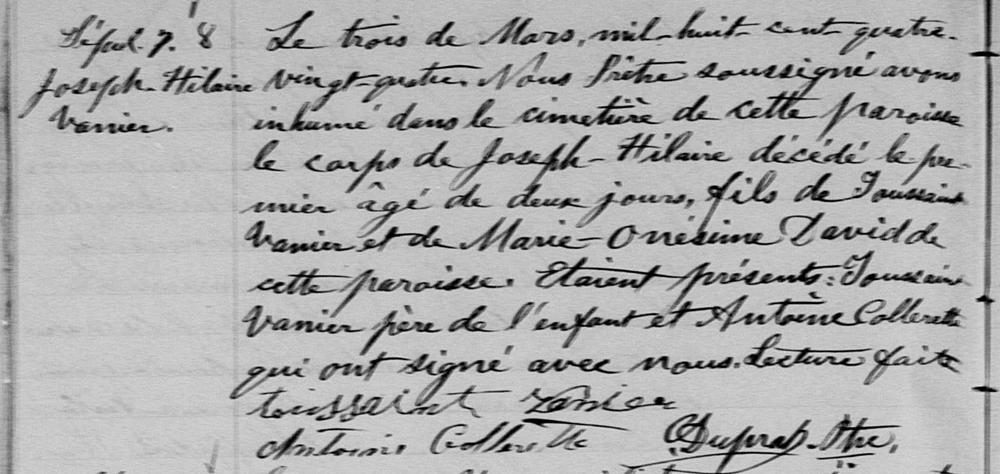 Sépul. 7. 8
Joseph-Hilaire
Vanier.
Le trois de Mars, mil-huit-cent-quatre-
vingt-quatre, Nous Prêtre soussigné avons
inhumé dans le cimetière de cette paroisse
le corps de Joseph-Hilaire décédé le pre-
mier âgé de deux jours, fils de Toussaint
Vanier et de Marie-Onésime David de
cette paroisse. Etaient présents: Toussaint
Vanier père de l'enfant et Antoine Collerette
qui ont signé avec nous. Lecture faite
toussaint vanier
Antoine Collerette Duprat Ptre.